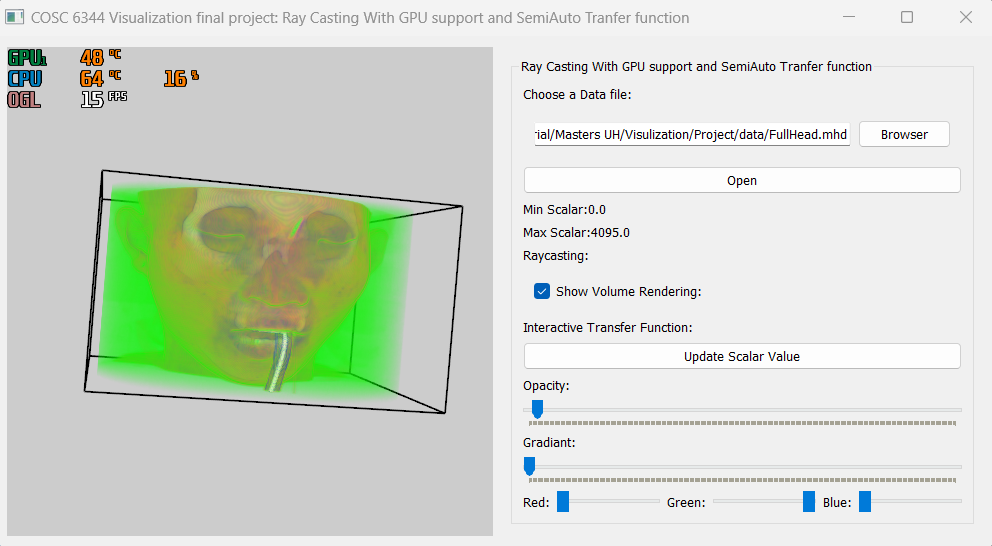 COSC 6344 Visualization final project: Ray Casting With GPU support and SemiAuto Tranfer function
GPU1 48 °C
CPU 64 °C 16 %
OGL 15 FPS
Ray Casting With GPU support and SemiAuto Tranfer function
Choose a Data file:
rial/Masters UH/Visulization/Project/data/FullHead.mhd Browser
Open
Min Scalar:0.0
Max Scalar:4095.0
Raycasting:
Show Volume Rendering:
Interactive Transfer Function:
Update Scalar Value
Opacity:
Gradiant:
Red: Green: Blue: